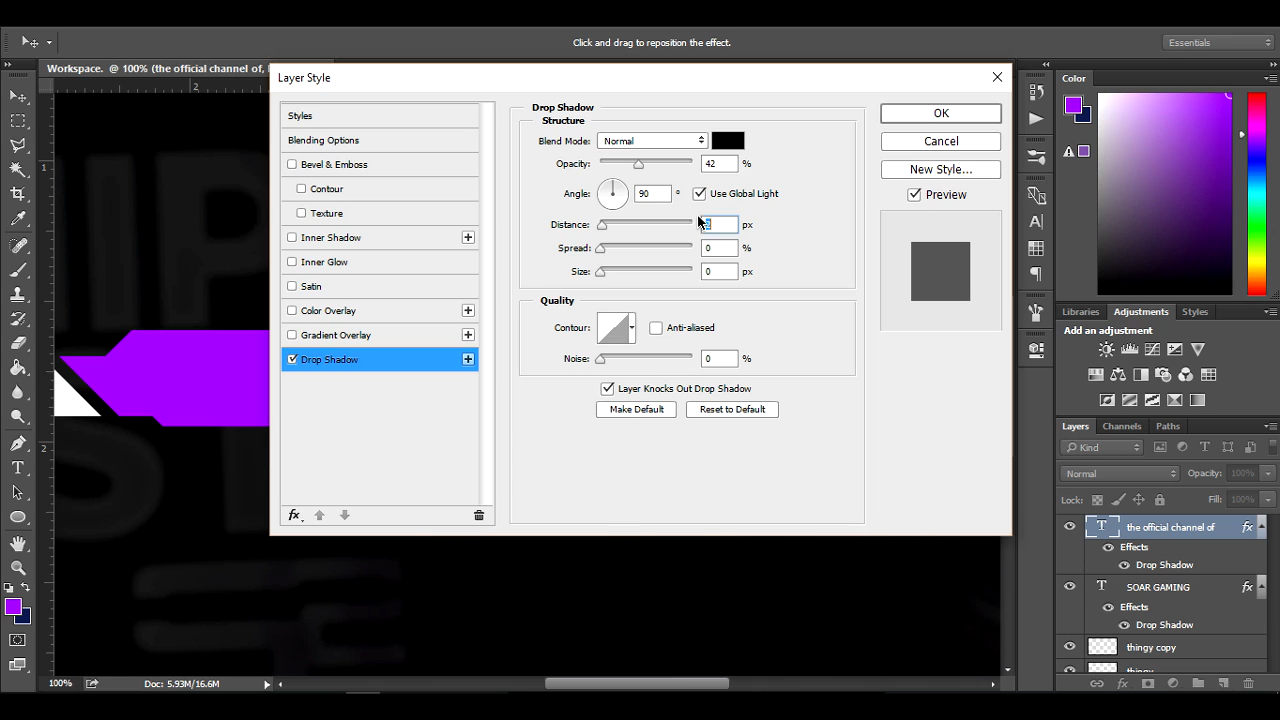 Click and drag to reposition the effect.
Essentials
Workspace. @ 100% (the official channel of,
Layer Style
Styles
Blending Options
Bevel & Emboss
Contour
Texture
Inner Shadow
Inner Glow
Satin
Color Overlay
Gradient Overlay
Drop Shadow
fx
Drop Shadow
Structure
Blend Mode: Normal
Opacity: 42 %
Angle: 90 ° Use Global Light
Distance: px
Spread: 0 %
Size: 0 px
Quality
Contour: Anti-aliased
Noise: 0 %
Layer Knocks Out Drop Shadow
Make Default Reset to Default
OK
Cancel
New Style...
Preview
Color
Libraries Adjustments Styles
Add an adjustment
Layers Channels Paths
Kind
Normal Opacity: 100%
Lock: Fill: 100%
the official channel of fx
Effects
Drop Shadow
SOAR GAMING fx
Effects
Drop Shadow
thingy copy
thingy
2
1
2
100% Doc: 5.93M/16.6M